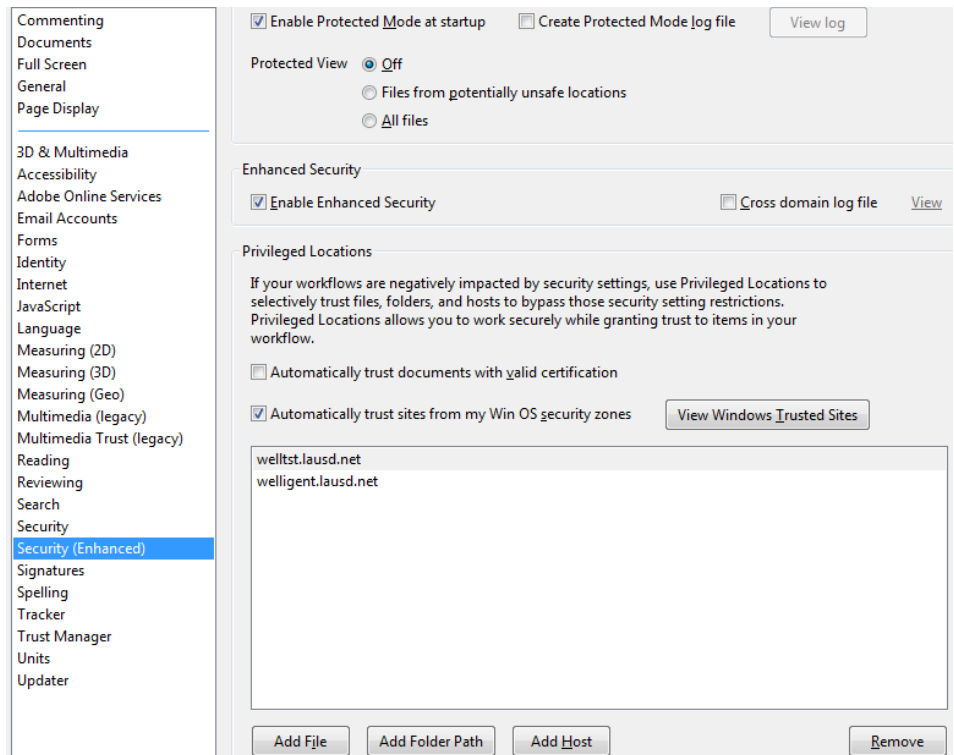 Commenting
Documents
Full Screen
General
Page Display
3D & Multimedia
Accessibility
Adobe Online Services
Email Accounts
Forms
Identity
Internet
JavaScript
Language
Measuring (2D)
Measuring (3D)
Measuring (Geo)
Multimedia (legacy)
Multimedia Trust (legacy)
Reading
Reviewing
Search
Security
Security (Enhanced)
Signatures
Spelling
Tracker
Trust Manager
Units
Updater
Enable Protected Mode at startup Create Protected Mode log file View log
Protected View Off
Files from potentially unsafe locations
All files
Enhanced Security
Enable Enhanced Security Cross domain log file View
Privileged Locations
If your workflows are negatively impacted by security settings, use Privileged Locations to
selectively trust files, folders, and hosts to bypass those security setting restrictions.
Privileged Locations allows you to work securely while granting trust to items in your
workflow.
Automatically trust documents with valid certification
Automatically trust sites from my Win OS security zones View Windows Trusted Sites
welltst.lausd.net
welligent.lausd.net
Add File Add Folder Path Add Host Remove